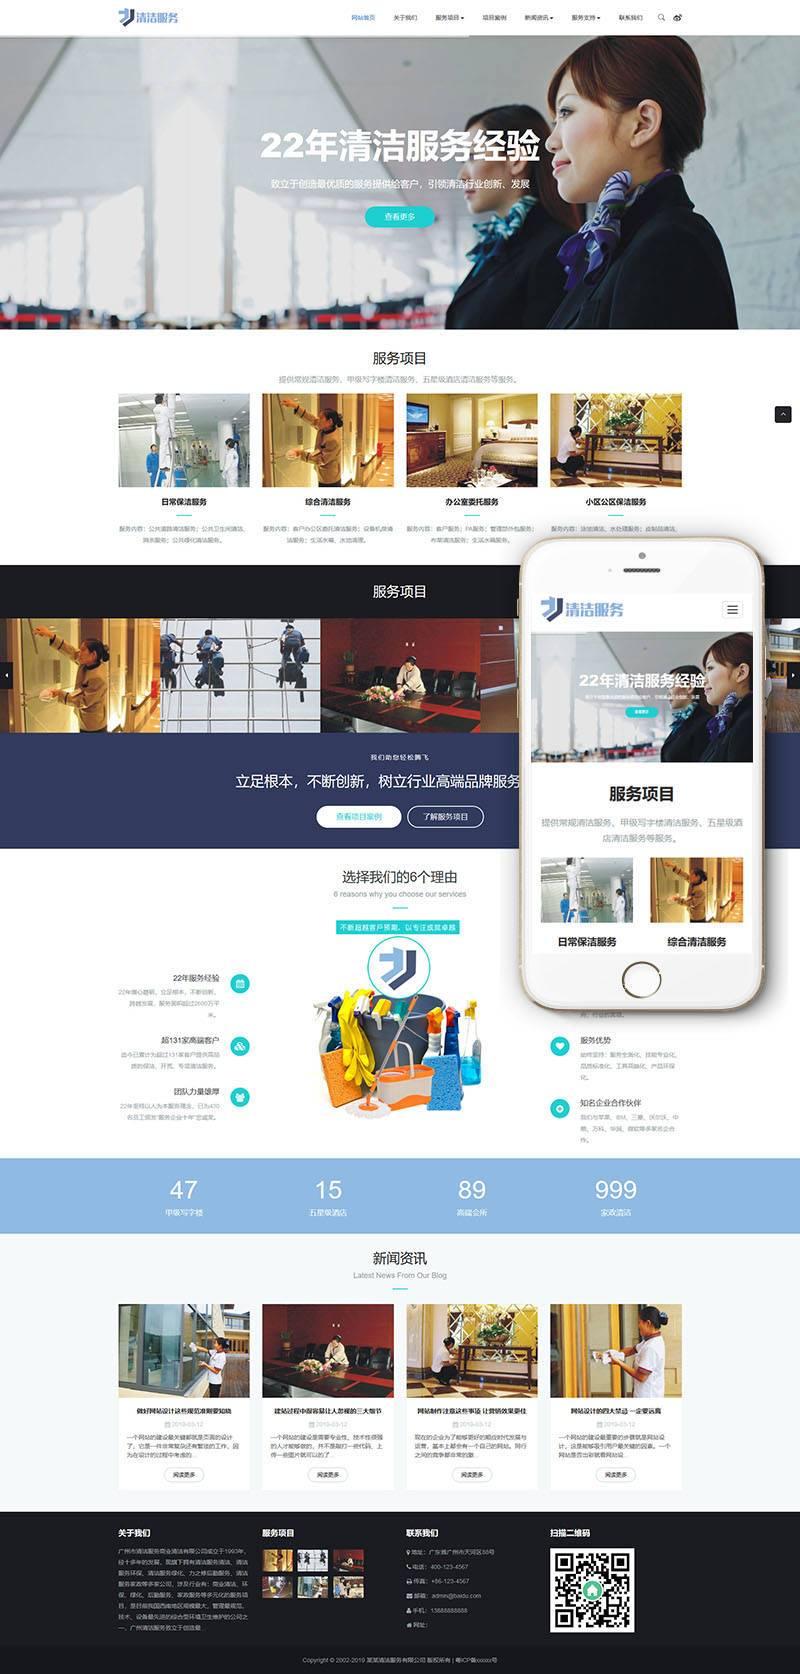 清洁服务
网站首页
关于我们
服务项目
项目案例
新闻资讯
服务支持
联系我们
22年清洁服务经验
致立于创造最优质的服务提供给客户，引领清洁行业创新、发展
查看更多
服务项目
提供常规清洁服务、甲级写字楼清洁服务、五星级酒店清洁服务等服务。
日常保洁服务
综合清洁服务
办公室委托服务
小区公区保洁服务
服务内容：公共道路清洁服务；公共卫生间清洁、
洞杀服务；公共绿化清洁服务。
服务内容：客户办公区委托清洁服务；设备机房清
洁服务；生活水箱、水池清理。
服务内容：客户服务；PA服务；管理部外包服务；
布草清洗服务；生活水箱服务。
服务内容：泳池清洁、水处理服务；皮制品清洁、
服务项目
我们助您轻松腾飞
立足根本，不断创新，树立行业高端品牌服务
查看项目案例
了解服务项目
清洁服务
22年清洁服务经验
查看更多
服务项目
提供常规清洁服务、甲级写字楼清洁服务、五星级酒
店清洁服务等服务。
日常保洁服务
综合清洁服务
选择我们的6个理由
6 reasons why you choose our services
不断超越客户预期，以专注成就卓越
22年服务经验
22年潜心磨砺，立足根本，不断创新，
跨越发展，服务面积超过2600万平
米。
超131家高端客户
迄今已累计为超过131家客户提供高品
质的保洁、开荒、专项清洁服务。
团队力量雄厚
22年坚持以人为本服务理念，已为430
名员工颁发“服务企业十年”忠诚奖。
服务优势
始终坚持：服务全面化、技能专业化、
品质标准化、工具高端化、产品环保
化。
知名企业合作伙伴
我们与苹果、IBM、三星、沃尔沃、中
粮、万科、华润、微软等多家名企合
作。
47
甲级写字楼
15
五星级酒店
89
高端会所
999
家政清洁
新闻资讯
Latest News From Our Blog
做好网站设计这些规范准则要知晓
2019-03-12
一个网站的建设最关键都就是页面的设计
了，它是一件非常复杂还有繁琐的工作，因
为在设计的过程中考虑的...
阅读更多
建站过程中很容易让人忽视的三大细节
2019-03-12
一个网站的建设是需要专业性、技术性很强
的人才能够做的，并不是敲打一些代码、上
传一些图片就可以的了...
阅读更多
网站制作注意这些事项 让营销效果更佳
2019-03-12
现在的企业为了能够更好的顺应时代发展与
运营，基本上都会有一个自己的网站。同行
之间的竞争都非常的激...
阅读更多
网站设计的四大禁忌 一定要远离
2019-03-12
一个网站的建设最重要的步骤就是网站设
计，这是能够吸引用户最关键的因素。一个
网站是否出彩就看网站设...
阅读更多
关于我们
广州市清洁服务商业清洁有限公司成立于1993年，
经十多年的发展，现旗下拥有清洁服务清洁、清洁
服务环保、清洁服务绿化、力之修后勤服务、清洁
服务家政等多家公司，涉及行业有：商业清洁、环
保、绿化、后勤服务、家政服务等多元化的服务项
目，是目前我国西南地区规模最大、管理最规范、
技术、设备最先进的综合型环境卫生维护的公司之
一。广州清洁服务致立于创造最...
服务项目
联系我们
地址：广东省广州市天河区88号
电话：400-123-4567
传真：+86-123-4567
邮箱：admin@baidu.com
手机：13888888888
网址：
扫描二维码
Copyright © 2002-2019 某某清洁服务有限公司 版权所有 | 粤ICP备xxxxxx号